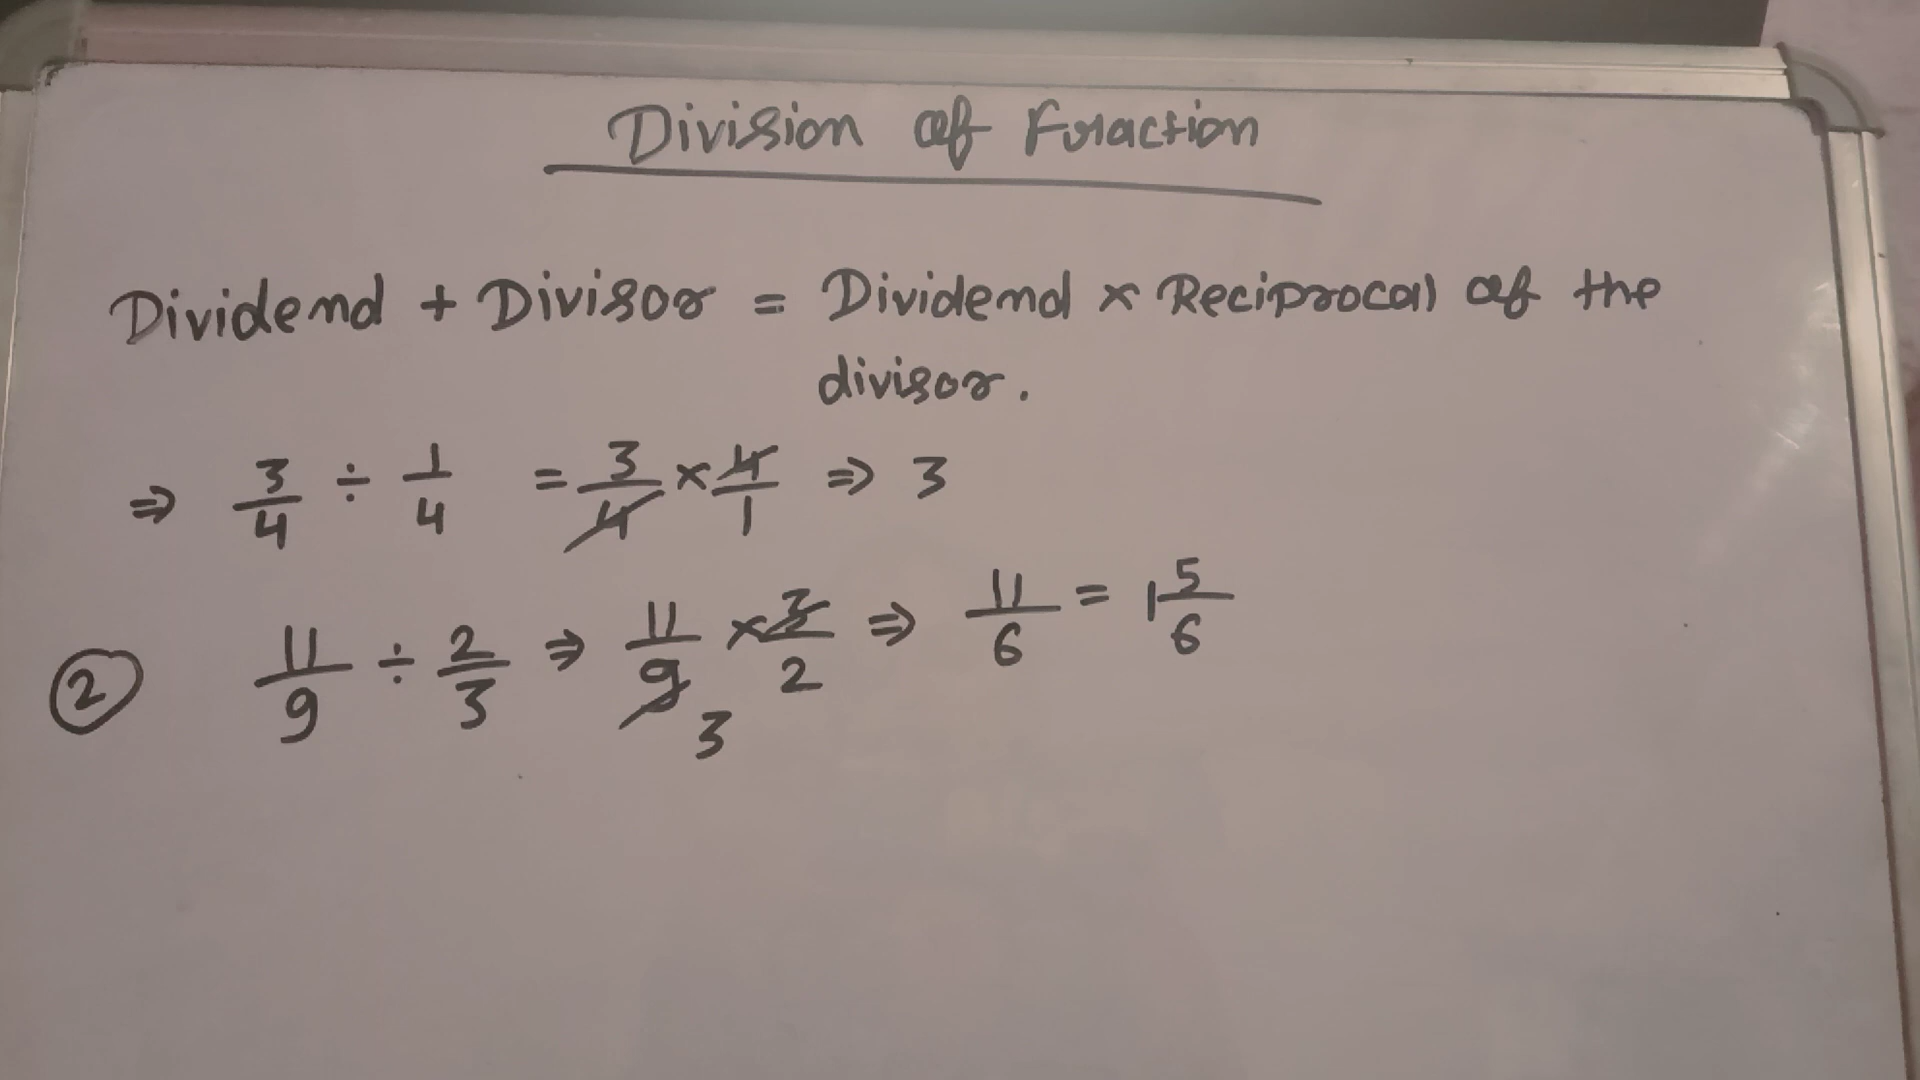 Division of Fraction
Dividend + Divisor = Dividend × Reciprocal of the
divisor.
⇒ 3/4 ÷ 1/4 = 3/4 × 4/1 ⇒ 3
② 11/9 ÷ 2/3 ⇒ 11/9 × 3/2 ⇒ 11/6 = 1 5/6
3